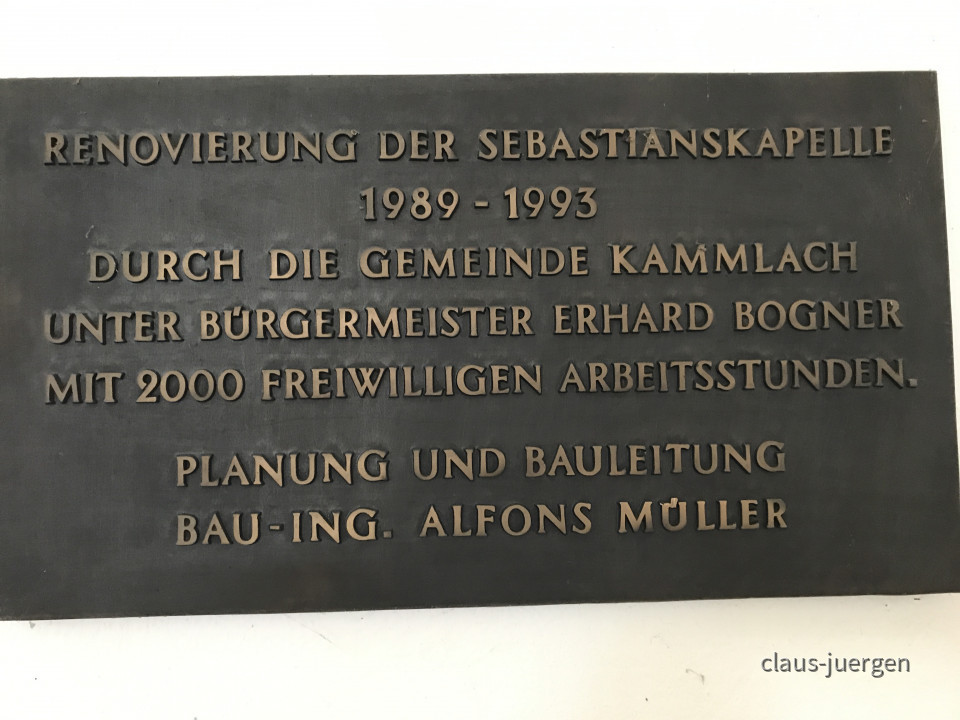 RENOVIERUNG DER SEBASTIANSKAPELLE
1989 - 1993
DURCH DIE GEMEINDE KAMMLACH
UNTER BÜRGERMEISTER ERHARD BOGNER
MIT 2000 FREIWILLIGEN ARBEITSSTUNDEN.
PLANUNG UND BAULEITUNG
BAU-ING. ALFONS MÜLLER
claus-juergen